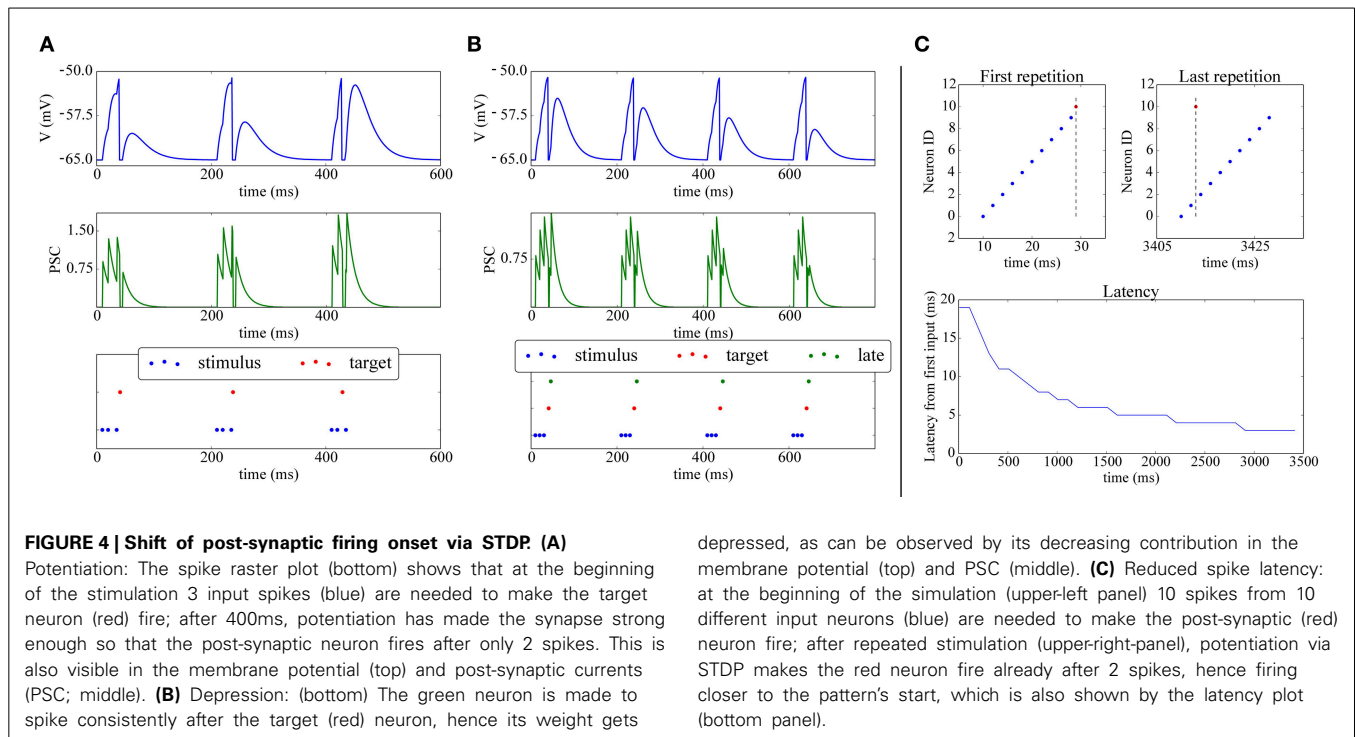 A
-50.0
-57.5
-65.0
V (mV)
0
200
400
600
time (ms)
1.50
0.75
PSC
0
200
400
600
time (ms)
stimulus
target
0
200
400
600
time (ms)
B
-50.0
-57.5
-65.0
V (mV)
0
200
400
600
time (ms)
0.75
PSC
0
200
400
600
time (ms)
stimulus
target
late
0
200
400
600
time (ms)
C
First repetition
12
10
8
6
4
2
0
2
Neuron ID
10
20
30
time (ms)
Last repetition
12
10
8
6
4
2
0
Neuron ID
3405
3425
time (ms)
Latency
20
15
10
5
0
Latency from first input (ms)
0
500
1000
1500
2000
2500
3000
3500
time (ms)
FIGURE 4 | Shift of post-synaptic firing onset via STDP. (A)
Potentiation: The spike raster plot (bottom) shows that at the beginning
of the stimulation 3 input spikes (blue) are needed to make the target
neuron (red) fire; after 400ms, potentiation has made the synapse strong
enough so that the post-synaptic neuron fires after only 2 spikes. This is
also visible in the membrane potential (top) and post-synaptic currents
(PSC; middle). (B) Depression: (bottom) The green neuron is made to
spike consistently after the target (red) neuron, hence its weight gets
depressed, as can be observed by its decreasing contribution in the
membrane potential (top) and PSC (middle). (C) Reduced spike latency:
at the beginning of the simulation (upper-left panel) 10 spikes from 10
different input neurons (blue) are needed to make the post-synaptic (red)
neuron fire; after repeated stimulation (upper-right-panel), potentiation via
STDP makes the red neuron fire already after 2 spikes, hence firing
closer to the pattern's start, which is also shown by the latency plot
(bottom panel).